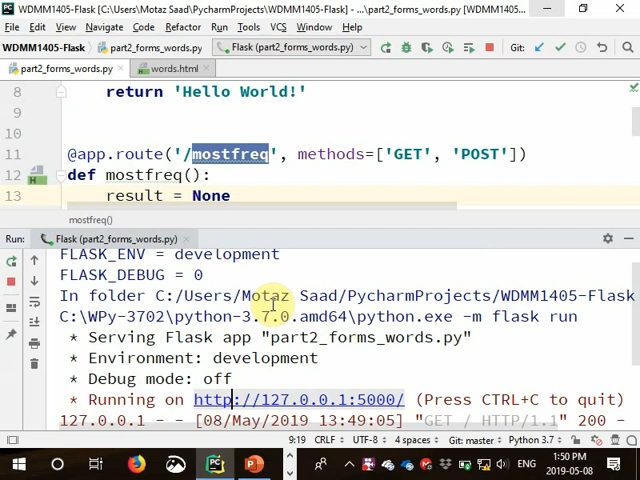 WDMM1405-Flask [C:\Users\Motaz Saad\PycharmProjects\WDMM1405-Flask] - ...\part2_forms_words.py
File Edit View Navigate Code Refactor Run Tools VCS Window Help
WDMM1405-Flask part2_forms_words.py Flask (part2_forms_words.py) Git:
part2_forms_words.py words.html
8 return 'Hello World!'
9
10
11 @app.route('/mostfreq', methods=['GET', 'POST'])
12 def mostfreq():
13 result = None
mostfreq()
Run: Flask (part2_forms_words.py)
FLASK_ENV = development
FLASK_DEBUG = 0
In folder C:/Users/Motaz Saad/PycharmProjects/WDMM1405-Flask
C:\WPy-3702\python-3.7.0.amd64\python.exe -m flask run
* Serving Flask app "part2_forms_words.py"
* Environment: development
* Debug mode: off
* Running on http://127.0.0.1:5000/ (Press CTRL+C to quit)
127.0.0.1 - - [08/May/2019 13:49:05] "GET / HTTP/1.1" 200 -
9:19 CRLF UTF-8 4 spaces Git: master Python 3.7
ENG 1:50 PM
2019-05-08